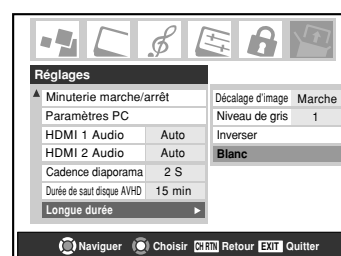 Réglages
Minuterie marche/arrêt
Paramètres PC
HDMI 1 Audio Auto
HDMI 2 Audio Auto
Cadence diaporama 2 S
Durée de saut disque AVHD 15 min
Longue durée
Décalage d'image Marche
Niveau de gris 1
Inverser
Blanc
Naviguer Choisir CH RTN Retour EXIT Quitter